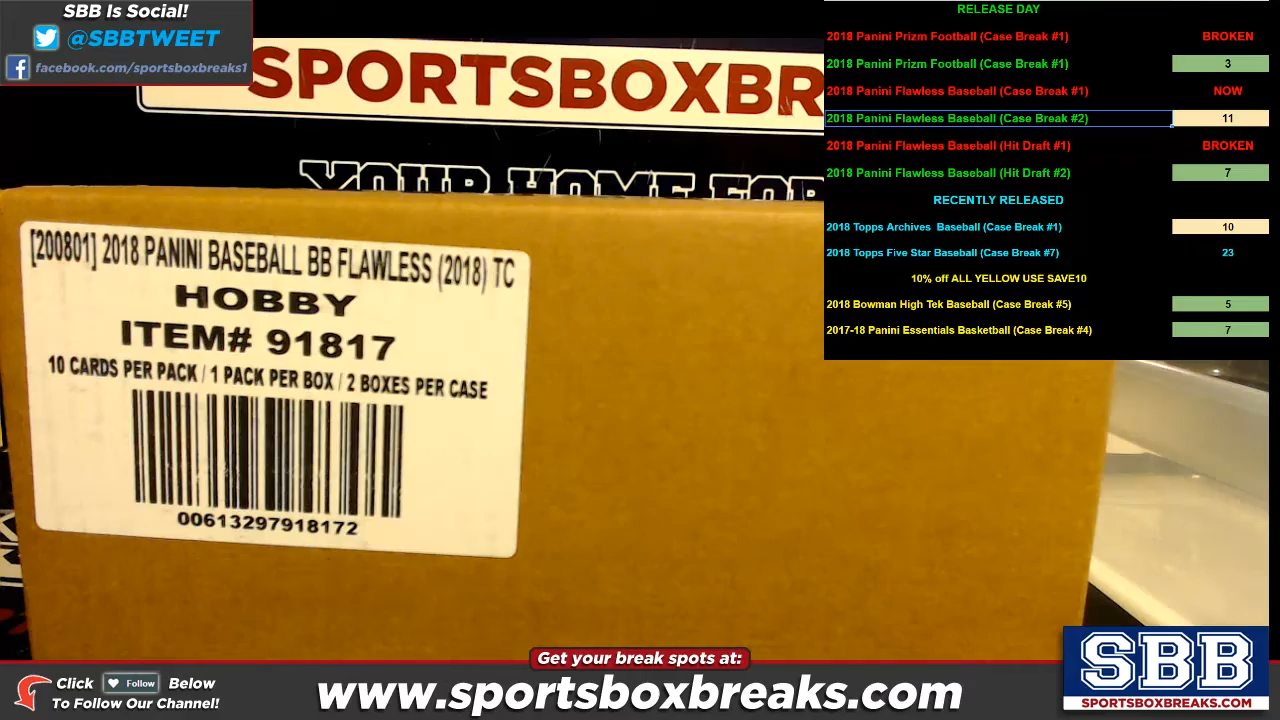 SBB Is Social!
@SBBTWEET
facebook.com/sportsboxbreaks1
SPORTSBOXBR
YOUR HOME FOR
RELEASE DAY
2018 Panini Prizm Football (Case Break #1) BROKEN
2018 Panini Prizm Football (Case Break #1) 3
2018 Panini Flawless Baseball (Case Break #1) NOW
2018 Panini Flawless Baseball (Case Break #2) 11
2018 Panini Flawless Baseball (Hit Draft #1) BROKEN
2018 Panini Flawless Baseball (Hit Draft #2) 7
RECENTLY RELEASED
2018 Topps Archives Baseball (Case Break #1) 10
2018 Topps Five Star Baseball (Case Break #7) 23
10% off ALL YELLOW USE SAVE10
2018 Bowman High Tek Baseball (Case Break #5) 5
2017-18 Panini Essentials Basketball (Case Break #4) 7
[200801] 2018 PANINI BASEBALL BB FLAWLESS (2018) TC
HOBBY
ITEM# 91817
10 CARDS PER PACK / 1 PACK PER BOX / 2 BOXES PER CASE
00613297918172
Get your break spots at:
www.sportsboxbreaks.com
Click Follow Below
To Follow Our Channel!
SBB
SPORTSBOXBREAKS.COM